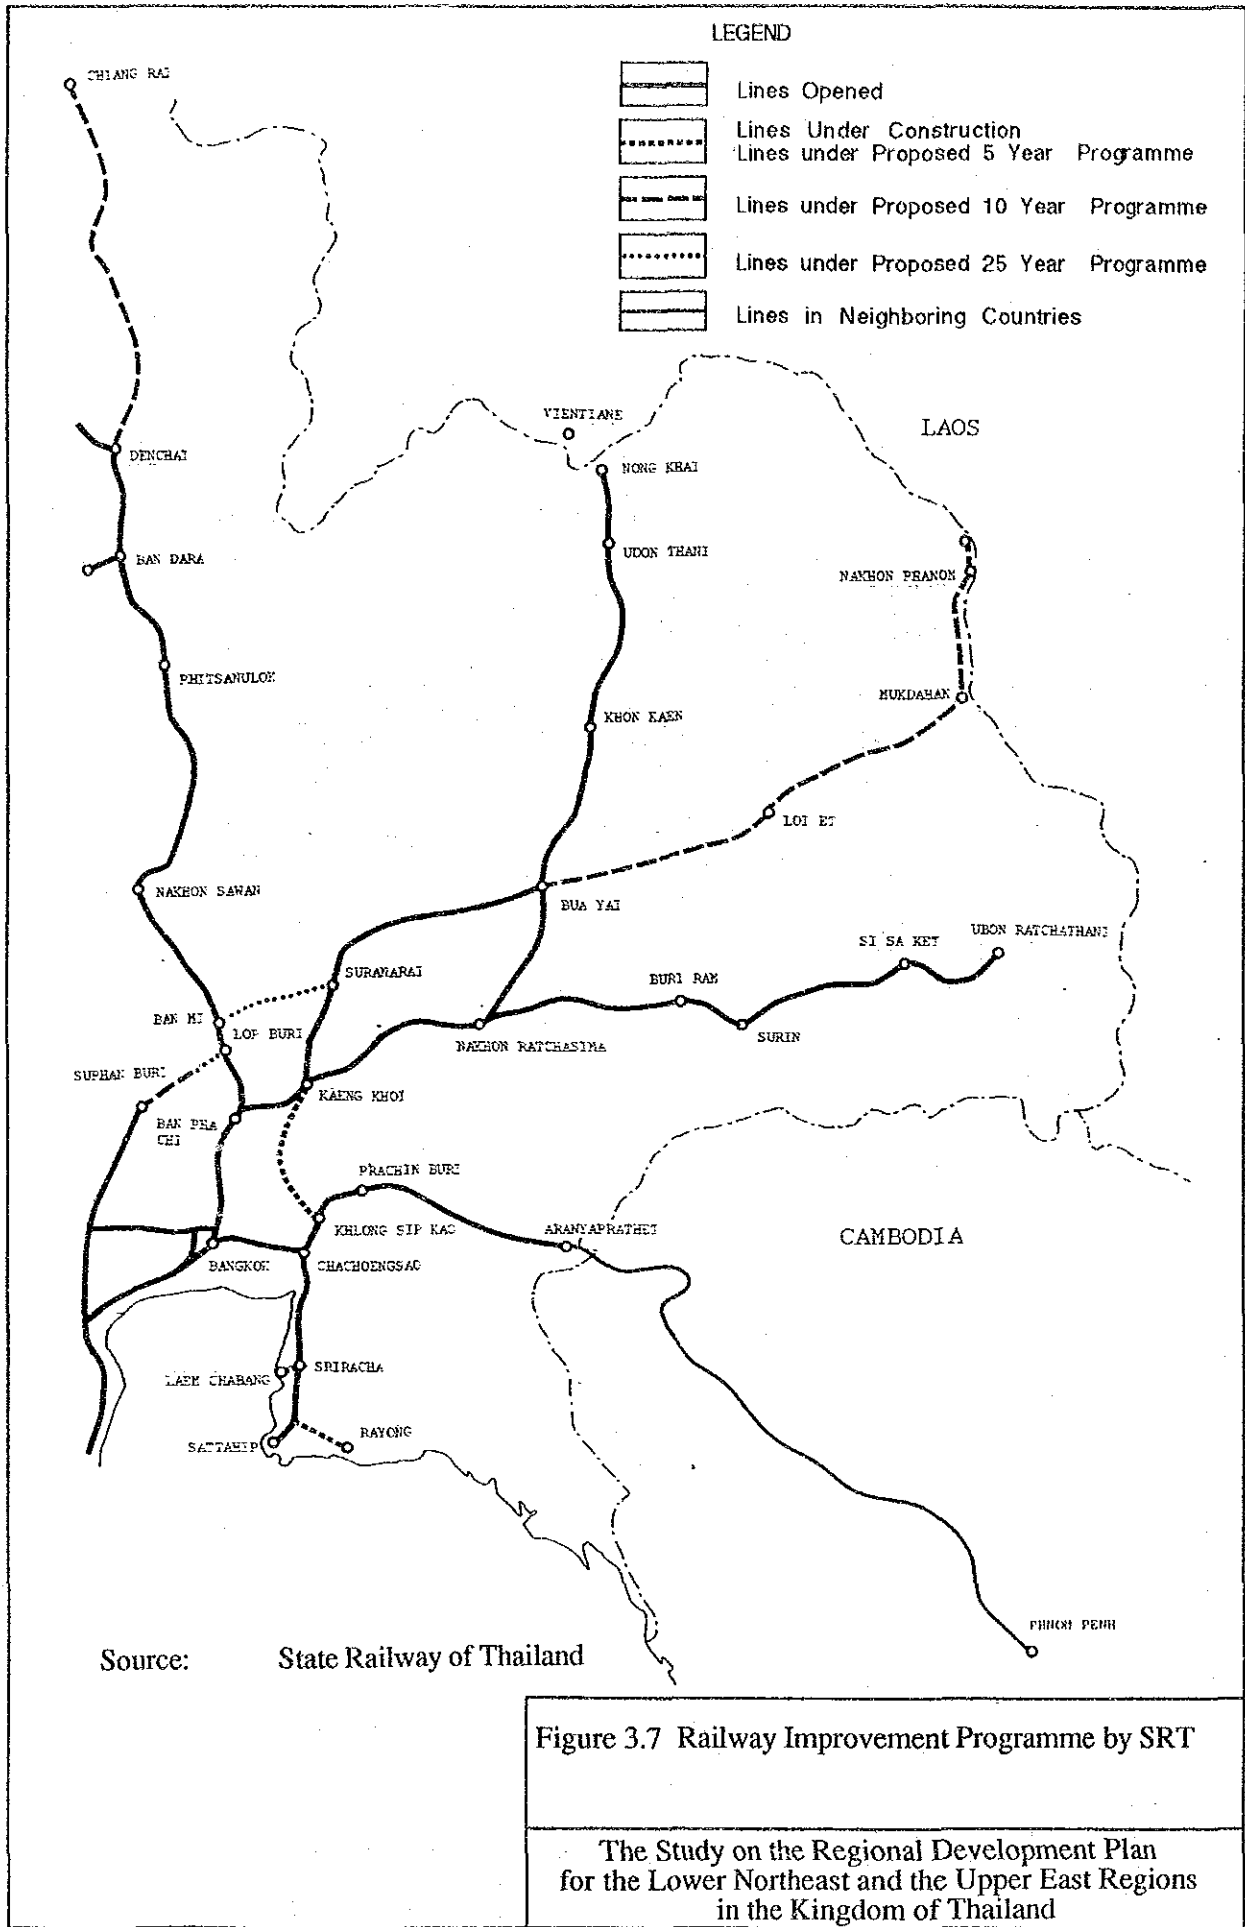 LEGEND
Lines Opened
Lines Under Construction
Lines under Proposed 5 Year Programme
Lines under Proposed 10 Year Programme
Lines under Proposed 25 Year Programme
Lines in Neighboring Countries
CHIANG RAI
VIENTIANE
LAOS
DENCHAI
NONG KHAI
BAN DARA
UDON THANI
NAKHON PHANOM
PHITSANULOK
MUKDAHAN
KHON KAEN
LOI ET
NAKHON SAWAN
BUA YAI
UBON RATCHATHANI
SI SA KET
SURANARAI
BURI RAM
BAN MI
LOP BURI
NAKHON RATCHASIMA
SURIN
SUPHAN BURI
KAENG KHOI
BAN PHA
CHI
PRACHIN BURI
KHLONG SIP KAO
ARANYAPRATHET
CAMBODIA
BANGKOK
CHACHOENGSAO
LAEM CHABANG
SRIRACHA
SATTAHIP
RAYONG
PHNOM PENH
Source: State Railway of Thailand
Figure 3.7 Railway Improvement Programme by SRT
The Study on the Regional Development Plan
for the Lower Northeast and the Upper East Regions
in the Kingdom of Thailand